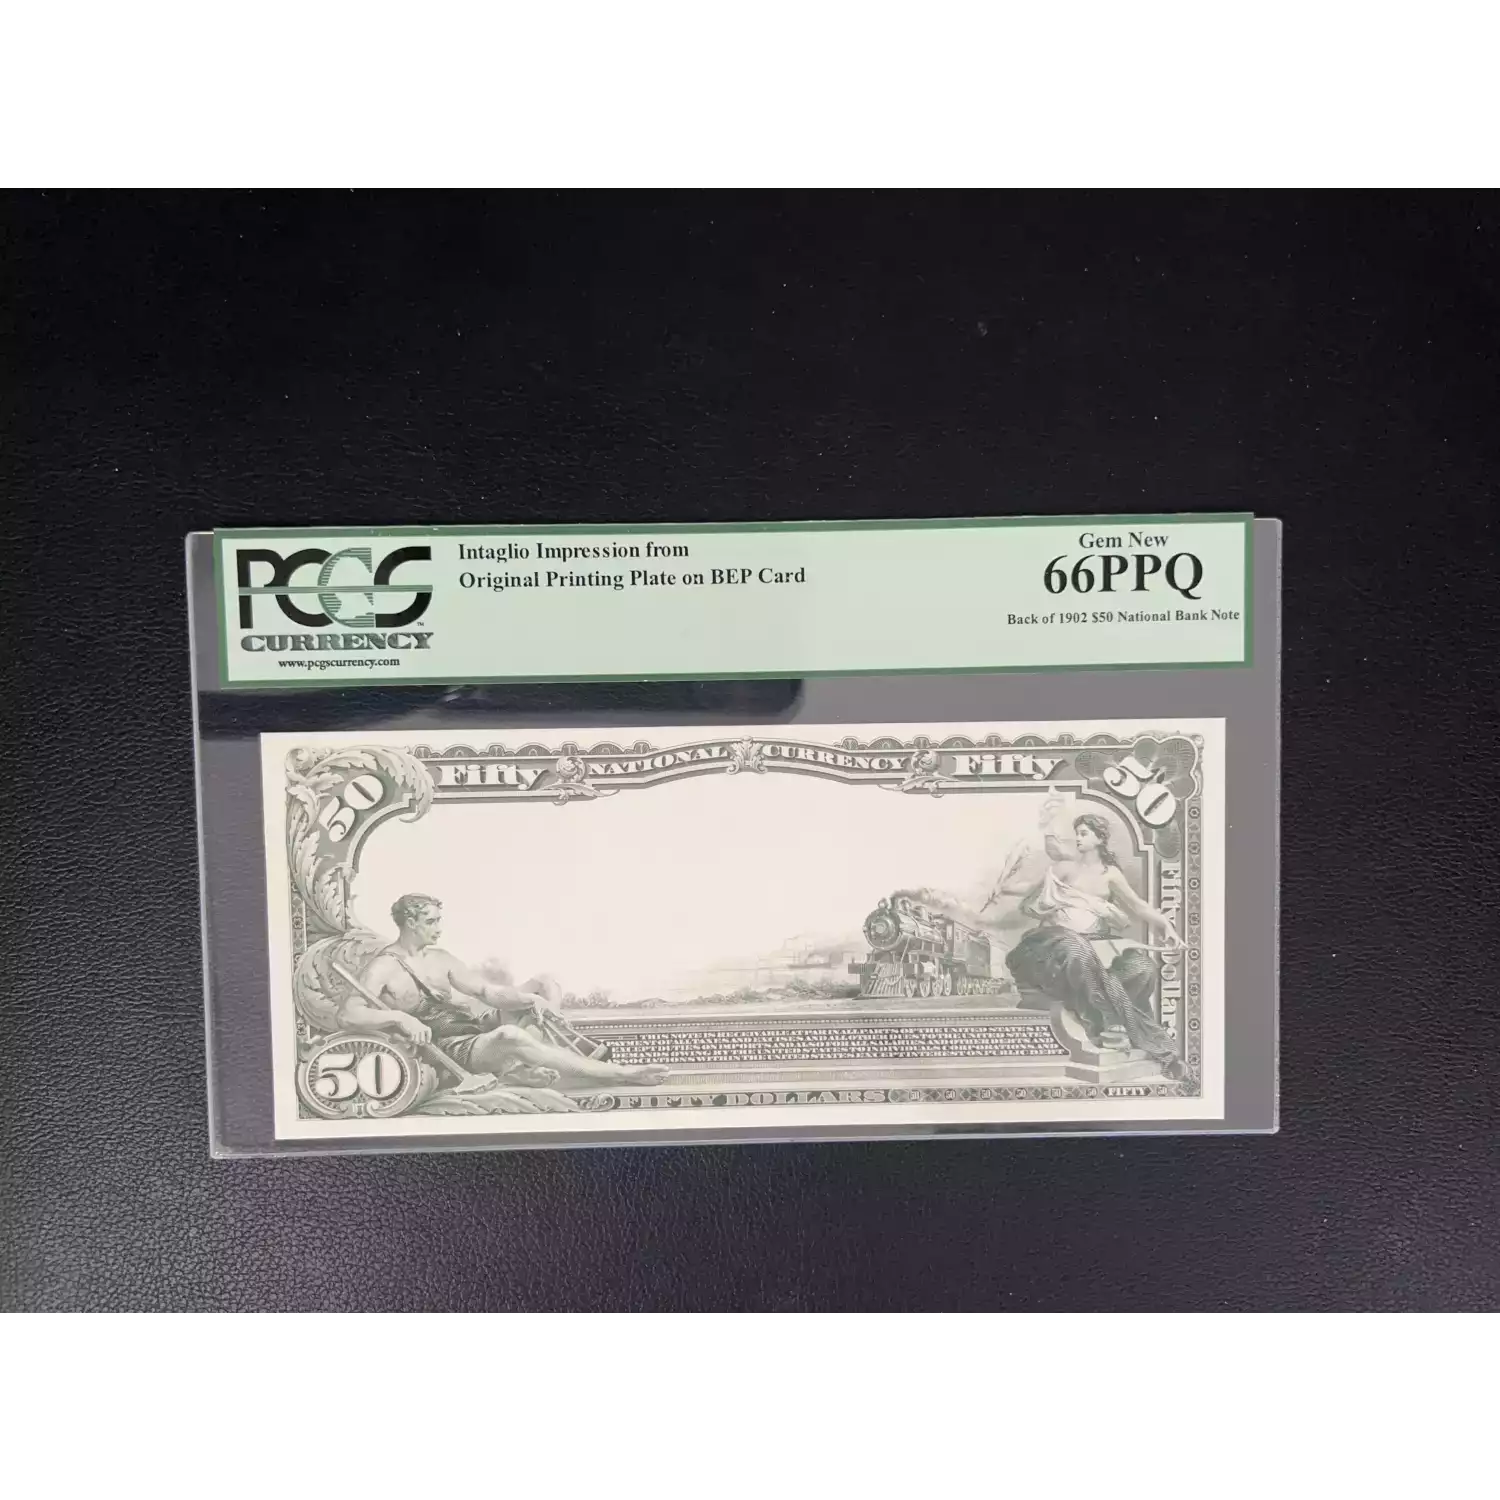 PCGS
CURRENCY
www.pcgscurrency.com
Intaglio Impression from
Original Printing Plate on BEP Card
Gem New
66PPQ
Back of 1902 $50 National Bank Note
50
Fifty
NATIONAL CURRENCY
Fifty
50
Fifty Dollars
50
FIFTY DOLLARS
FIFTY